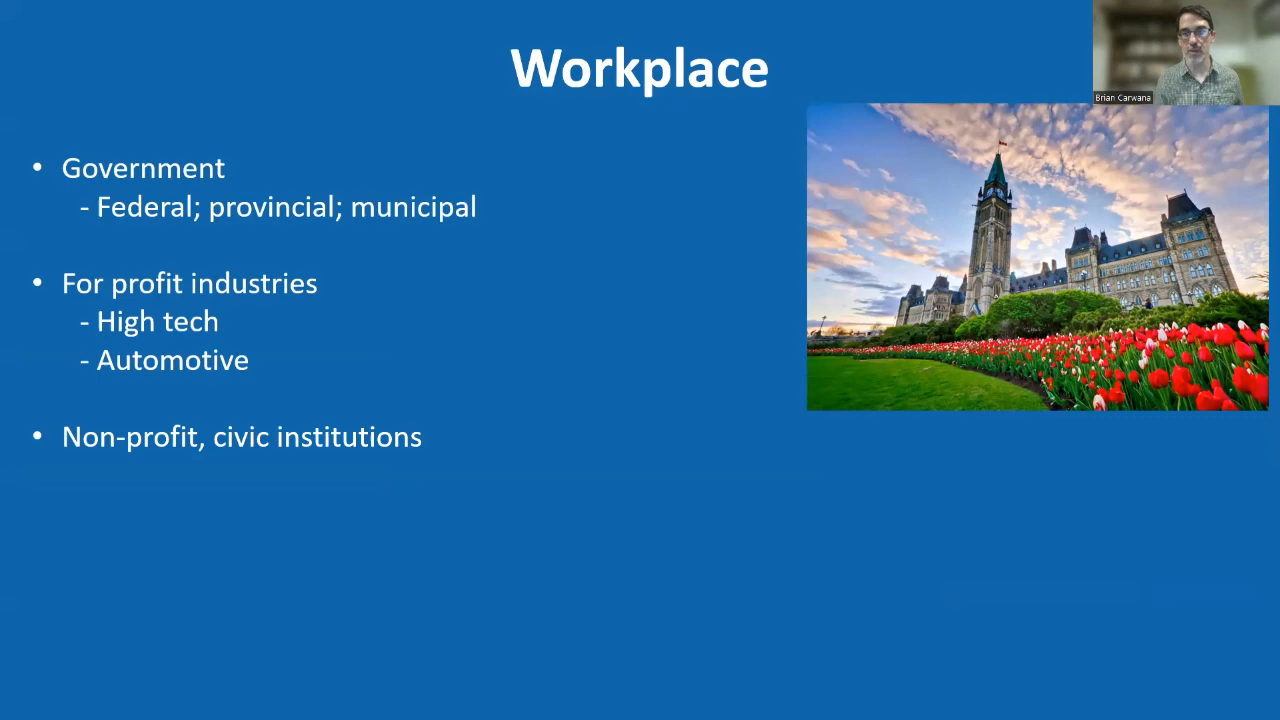 Workplace
Brian Carwana
• Government
- Federal; provincial; municipal
• For profit industries
- High tech
- Automotive
• Non-profit, civic institutions